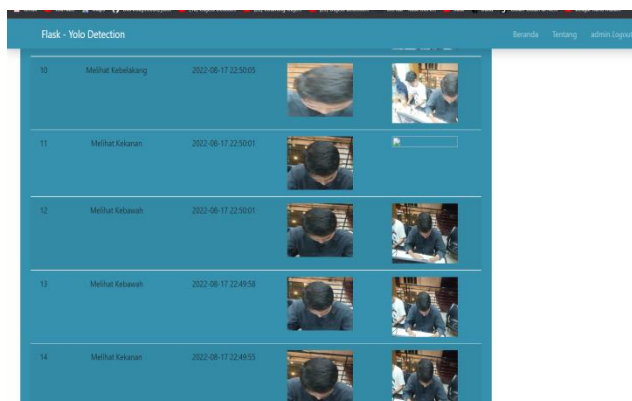 Flask - Yolo Detection Beranda Tentang admin Logout
10 Melihat Kebelakang 2022-08-17 22:50:05
11 Melihat Kekanan 2022-08-17 22:50:01
12 Melihat Kebawah 2022-08-17 22:50:01
13 Melihat Kebawah 2022-08-17 22:49:58
14 Melihat Kekanan 2022-08-17 22:49:55